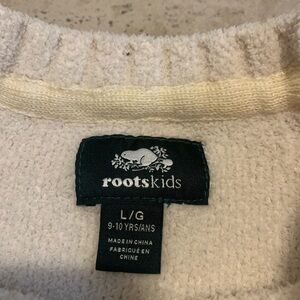 rootskids
L/G
9-10 YRS/ANS
MADE IN CHINA
FABRIQUÉ EN
CHINE